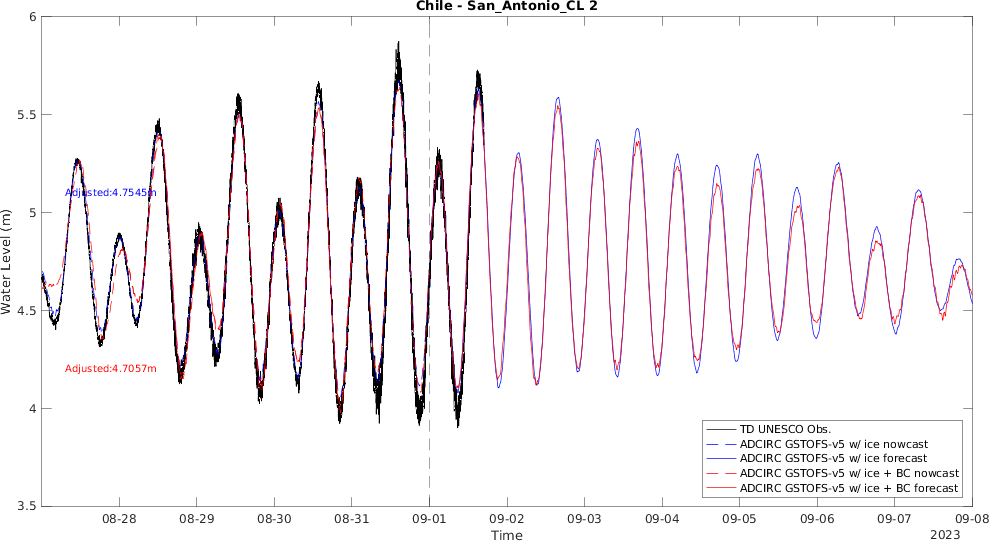 Chile - San_Antonio_CL 2
6
5.5
5
4.5
4
3.5
Water Level (m)
Adjusted:4.7545m
Adjusted:4.7057m
TD UNESCO Obs.
ADCIRC GSTOFS-v5 w/ ice nowcast
ADCIRC GSTOFS-v5 w/ ice forecast
ADCIRC GSTOFS-v5 w/ ice + BC nowcast
ADCIRC GSTOFS-v5 w/ ice + BC forecast
08-28 08-29 08-30 08-31 09-01 09-02 09-03 09-04 09-05 09-06 09-07 09-08
Time
2023